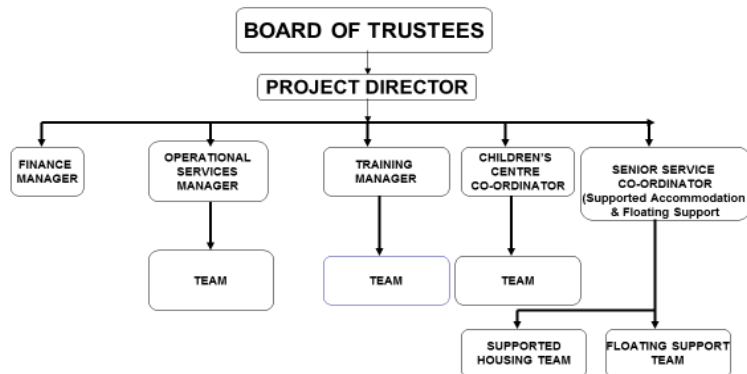 BOARD OF TRUSTEES
PROJECT DIRECTOR
FINANCE
MANAGER
OPERATIONAL
SERVICES
MANAGER
TRAINING
MANAGER
CHILDREN'S
CENTRE
CO-ORDINATOR
SENIOR SERVICE
CO-ORDINATOR
(Supported Accommodation
& Floating Support
TEAM
TEAM
TEAM
SUPPORTED
HOUSING TEAM
FLOATING SUPPORT
TEAM